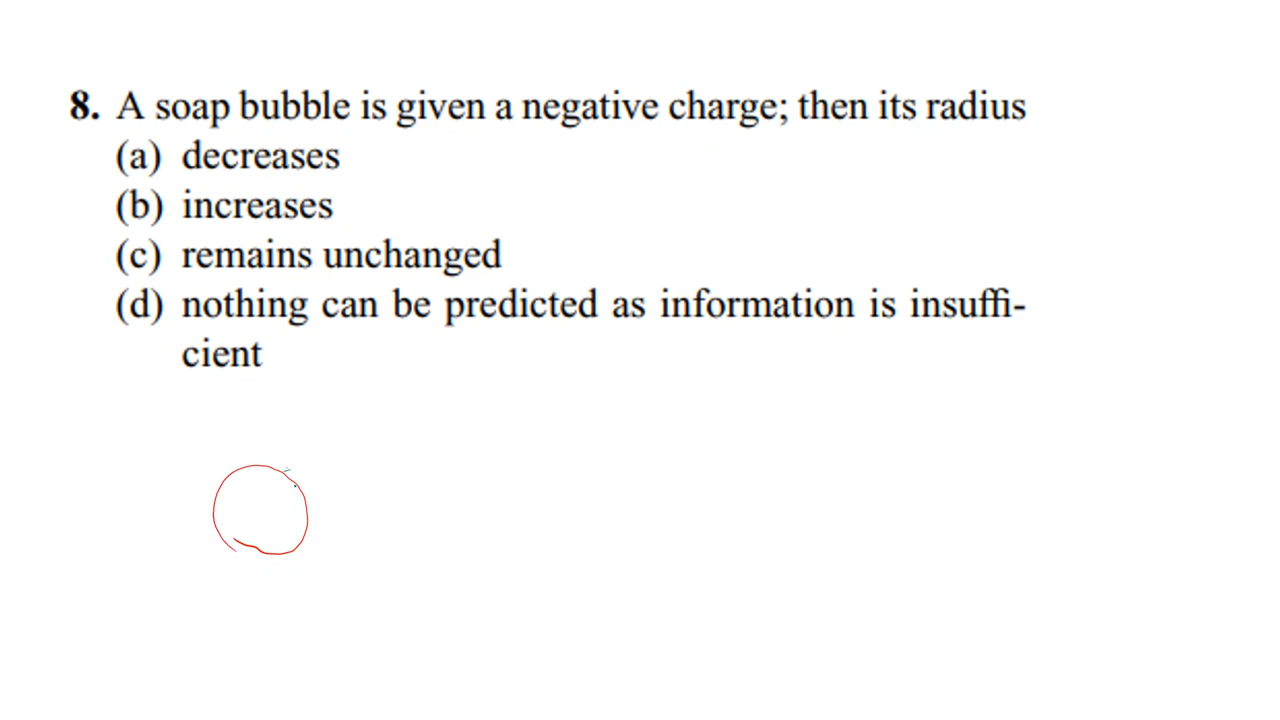 8. A soap bubble is given a negative charge; then its radius
(a) decreases
(b) increases
(c) remains unchanged
(d) nothing can be predicted as information is insuffi-
cient